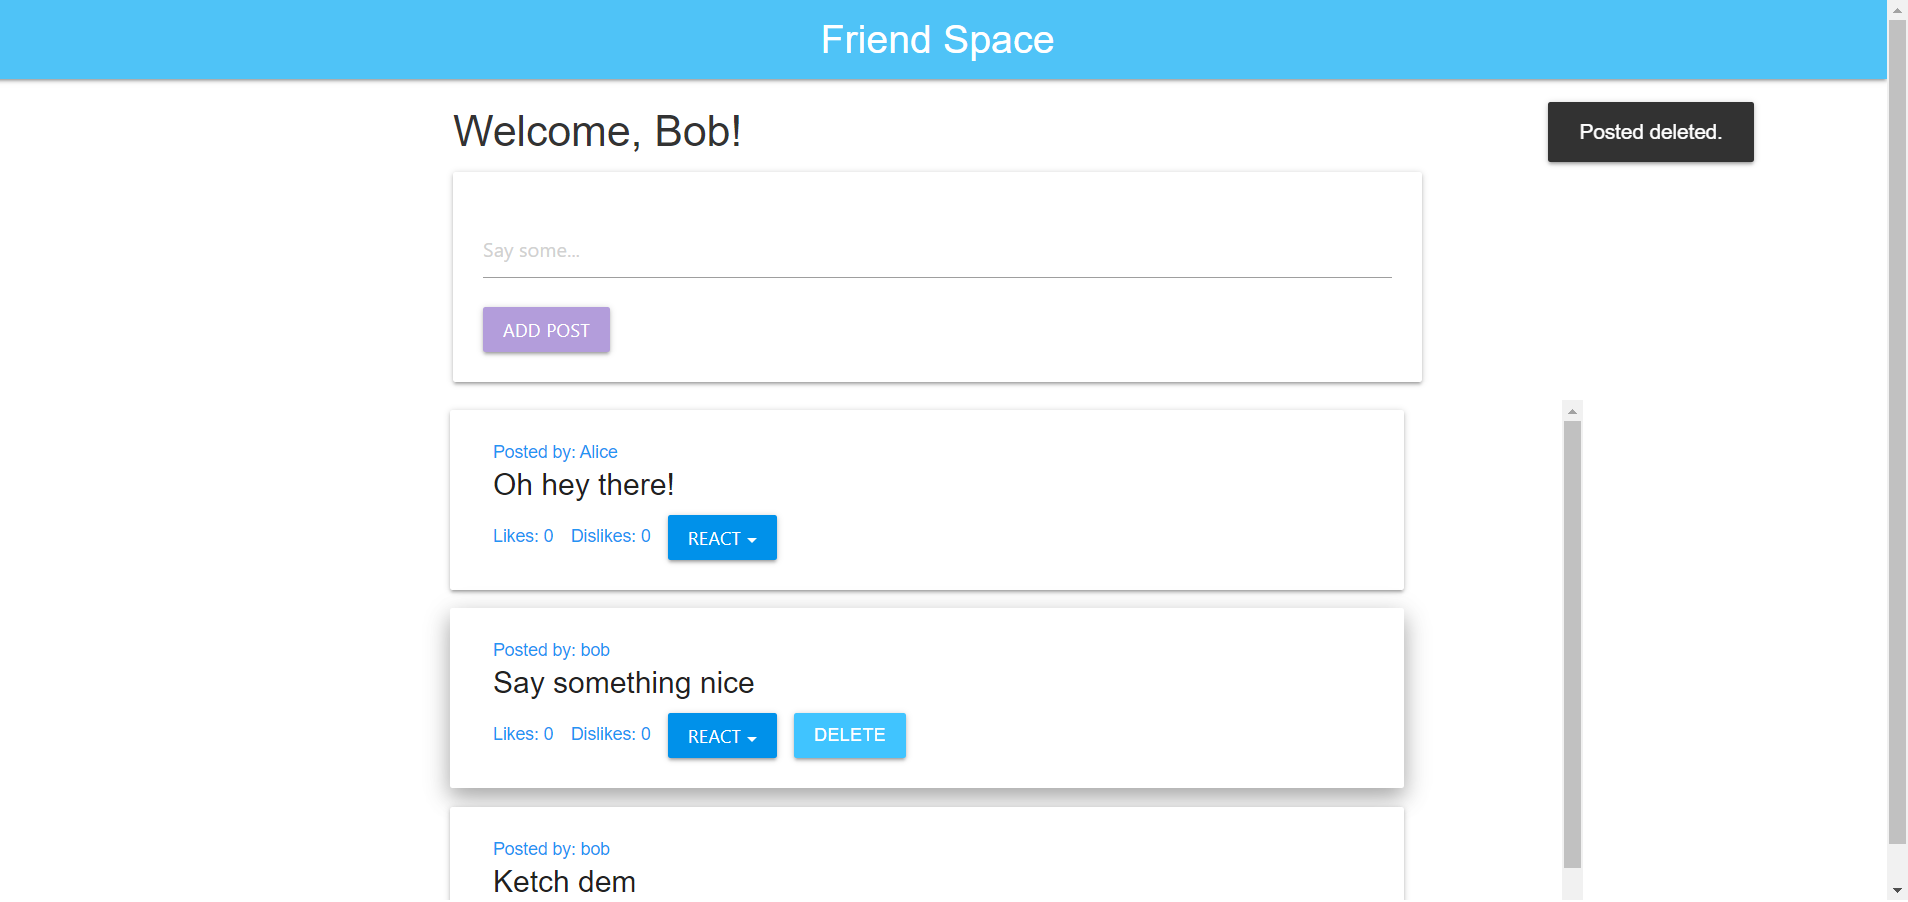 Friend Space
Welcome, Bob!
Posted deleted.
Say some...
ADD POST
Posted by: Alice
Oh hey there!
Likes: 0 Dislikes: 0 REACT
Posted by: bob
Say something nice
Likes: 0 Dislikes: 0 REACT DELETE
Posted by: bob
Ketch dem